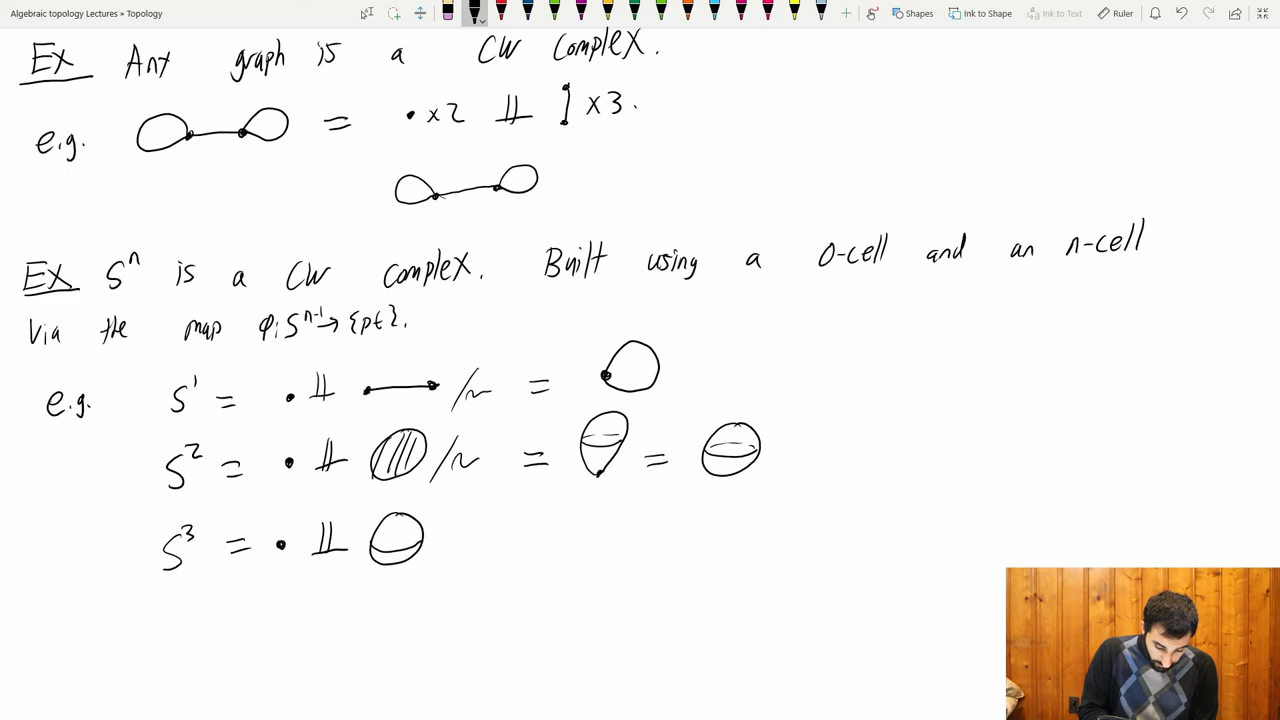 Algebraic topology Lectures » Topology
Shapes
Ink to Shape
Ink to Text
Ruler
EX Any graph is a CW Complex.
e.g. = • ×2 ⨿ ×3.
EX S^n is a CW complex. Built using a 0-cell and an n-cell
via the map φ: S^{n-1} → {pt}.
e.g. S^1 = • ⨿ /~ =
S^2 = • ⨿ /~ = =
S^3 = • ⨿